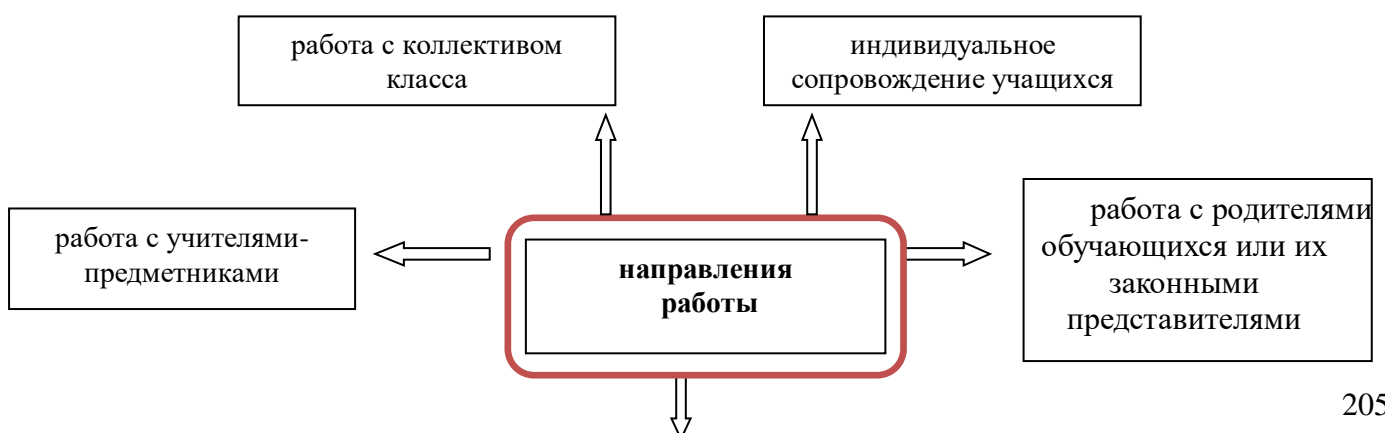 работа с коллективом
класса
индивидуальное
сопровождение учащихся
работа с учителями-
предметниками
направления
работы
работа с родителями
обучающихся или их
законными
представителями
205